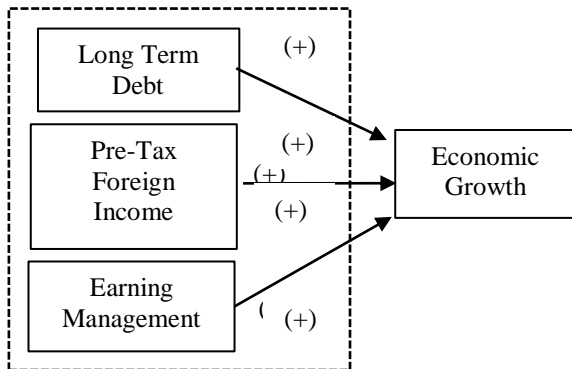 Long Term
Debt
(+)
Pre-Tax
Foreign
Income
(+)
(+)
(+)
Economic
Growth
Earning
Management
(
(+)